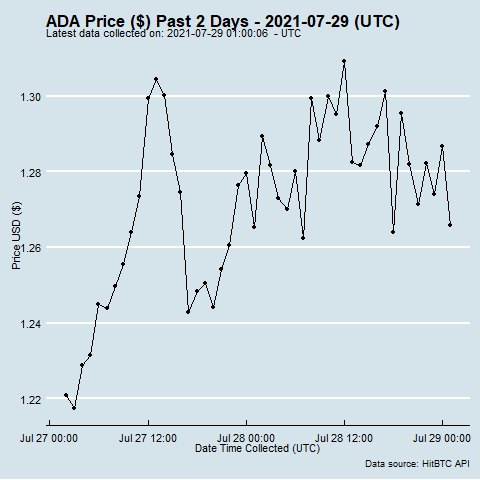 ADA Price ($) Past 2 Days - 2021-07-29 (UTC)
Latest data collected on: 2021-07-29 01:00:06 - UTC
Price USD ($)
1.30
1.28
1.26
1.24
1.22
Jul 27 00:00 Jul 27 12:00 Jul 28 00:00 Jul 28 12:00 Jul 29 00:00
Date Time Collected (UTC)
Data source: HitBTC API